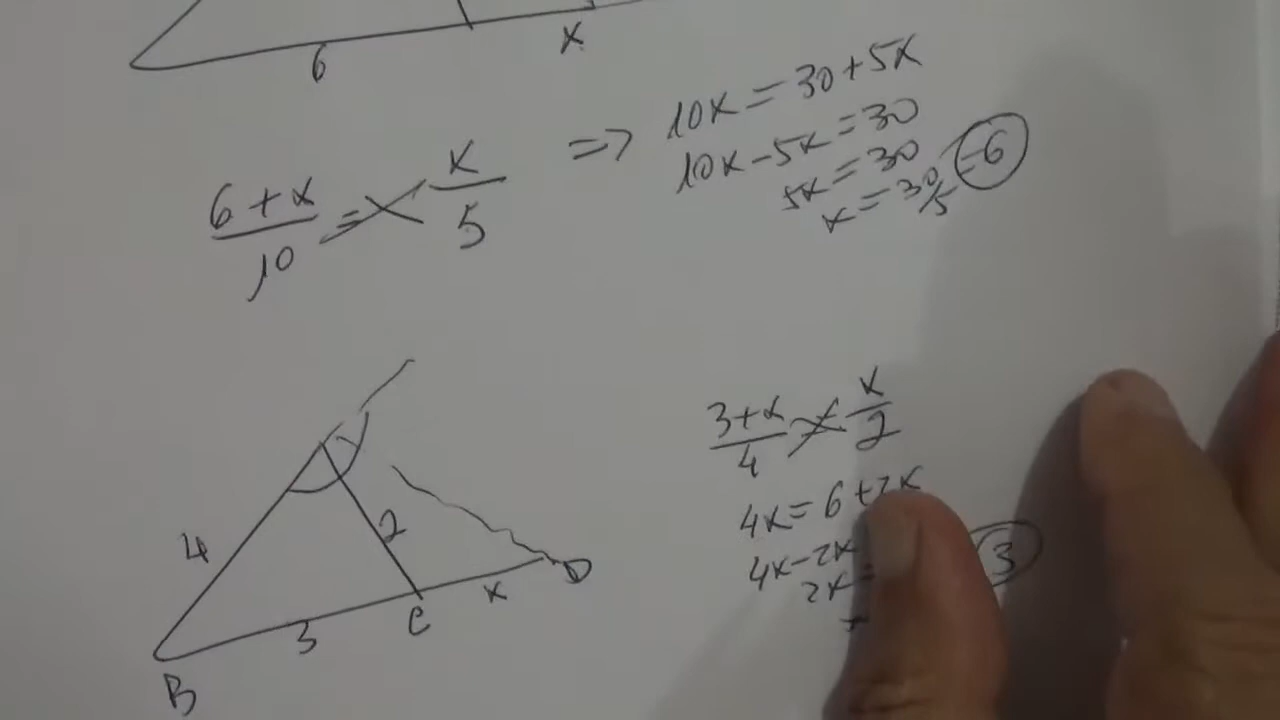 6
x
6+x/10 = x/5
=> 10x = 30+5x
10x-5x = 30
5x = 30
x = 30/5 = 6
4
2
3
x
B
C
D
3+x/4 = x/2
4x = 6+2x
4x-2x
2x =
3